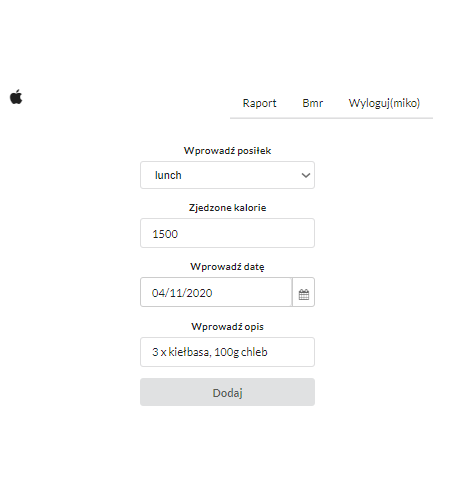 Raport Bmr Wyloguj(miko)
Wprowadź posiłek
lunch
Zjedzone kalorie
1500
Wprowadź datę
04/11/2020
Wprowadź opis
3 x kiełbasa, 100g chleb
Dodaj